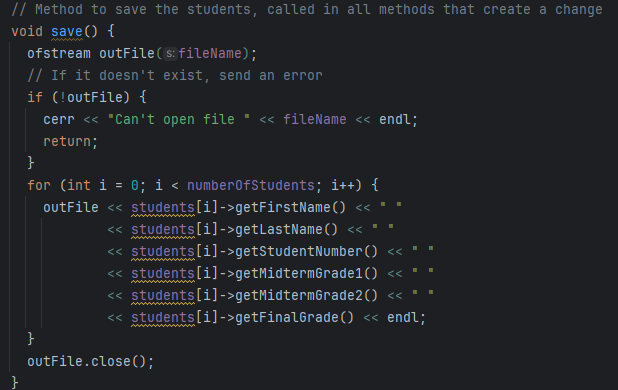 // Method to save the students, called in all methods that create a change
void save() {
  ofstream outFile(s: fileName);
  // If it doesn't exist, send an error
  if (!outFile) {
    cerr << "Can't open file " << fileName << endl;
    return;
  }
  for (int i = 0; i < numberOfStudents; i++) {
    outFile << students[i]->getFirstName() << " "
            << students[i]->getLastName() << " "
            << students[i]->getStudentNumber() << " "
            << students[i]->getMidtermGrade1() << " "
            << students[i]->getMidtermGrade2() << " "
            << students[i]->getFinalGrade() << endl;
  }
  outFile.close();
}